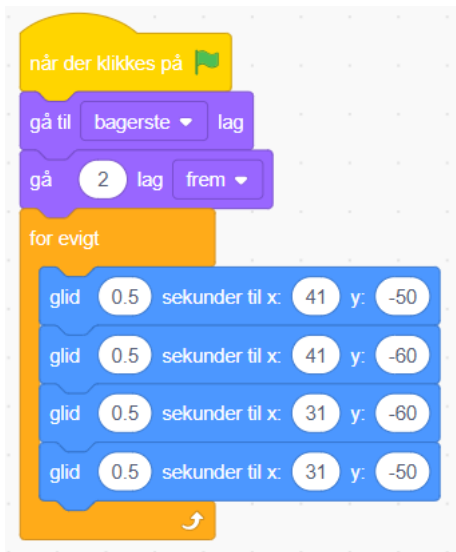 når der klikkes på
gå til bagerste lag
gå 2 lag frem
for evigt
glid 0.5 sekunder til x: 41 y: -50
glid 0.5 sekunder til x: 41 y: -60
glid 0.5 sekunder til x: 31 y: -60
glid 0.5 sekunder til x: 31 y: -50